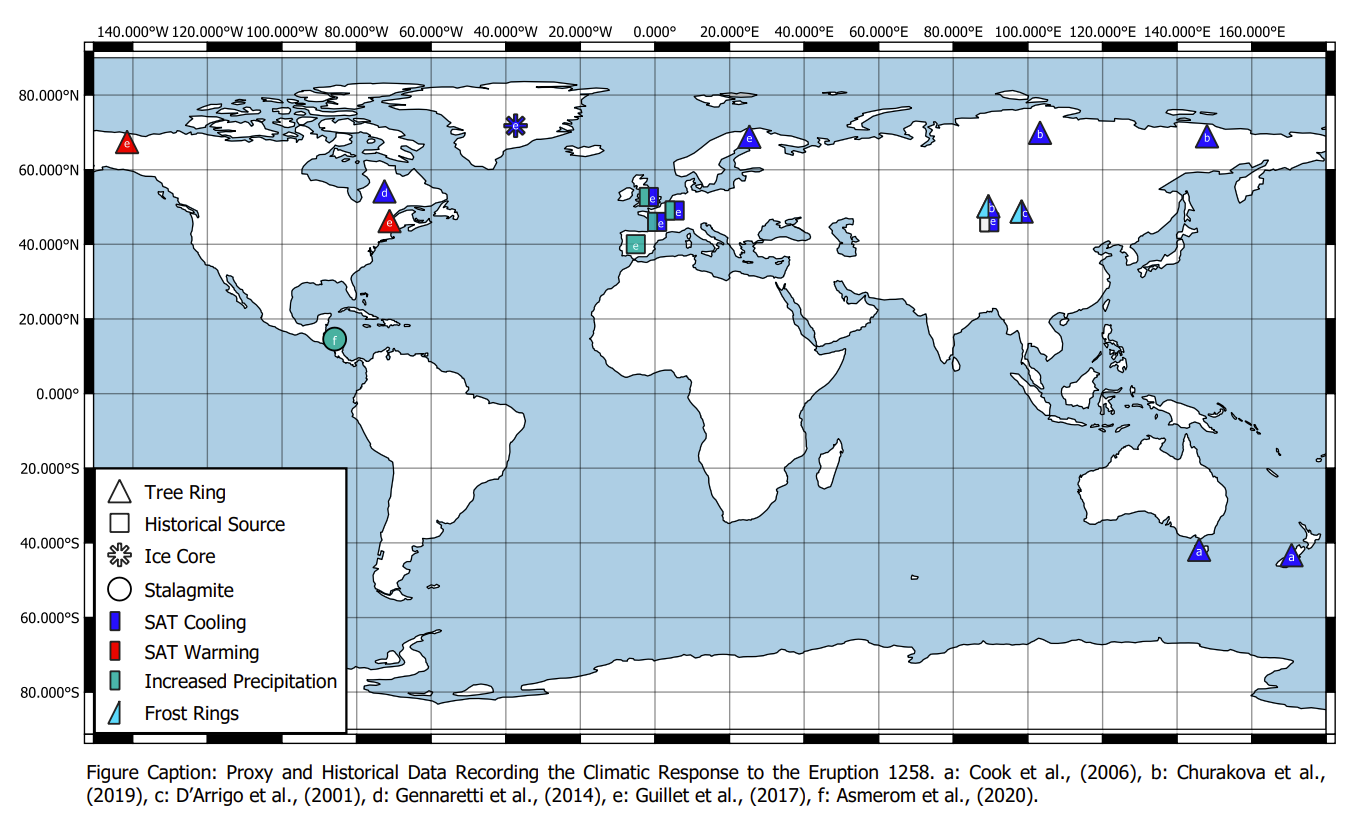 140.000°W 120.000°W 100.000°W 80.000°W 60.000°W 40.000°W 20.000°W 0.000° 20.000°E 40.000°E 60.000°E 80.000°E 100.000°E 120.000°E 140.000°E 160.000°E
80.000°N
e
e
b
b
e
60.000°N
d
e
e
b
c
e
e
e
40.000°N
e
20.000°N
f
0.000°
20.000°S
Tree Ring
Historical Source
40.000°S
a
a
Ice Core
Stalagmite
60.000°S
SAT Cooling
SAT Warming
Increased Precipitation
80.000°S
Frost Rings
Figure Caption: Proxy and Historical Data Recording the Climatic Response to the Eruption 1258. a: Cook et al., (2006), b: Churakova et al.,
(2019), c: D’Arrigo et al., (2001), d: Gennaretti et al., (2014), e: Guillet et al., (2017), f: Asmerom et al., (2020).